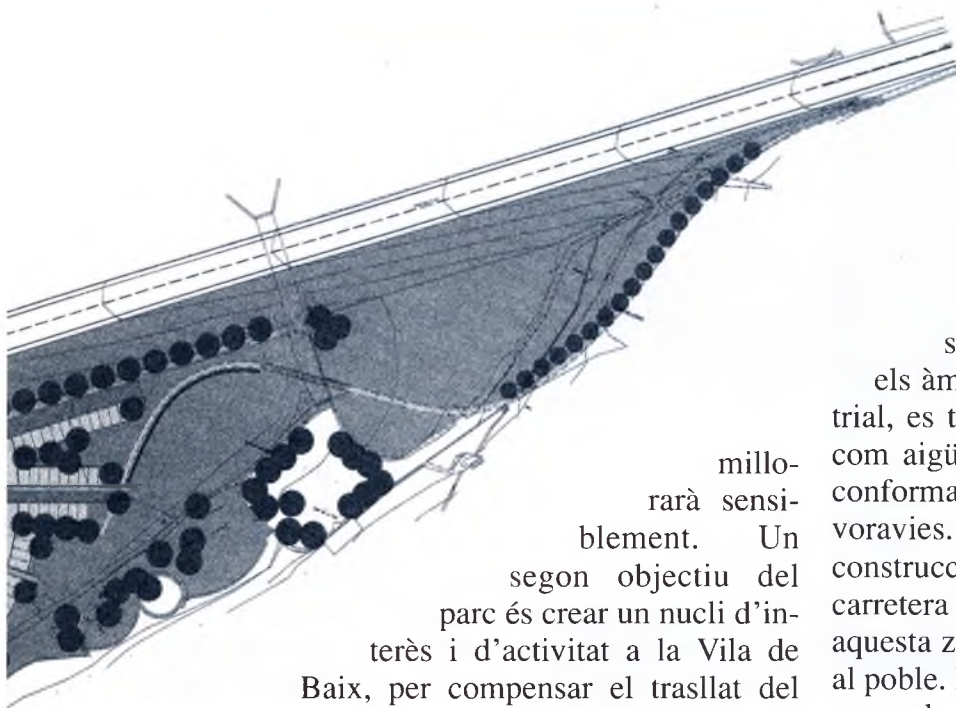 millo-
rarà sensi-
blement. Un
segon objectiu del
parc és crear un nucli d'in-
terès i d'activitat a la Vila de
Baix, per compensar el trasllat del
s
els àm
trial, es t
com aigü
conforma
voravies.
construcc
carretera
aquesta z
al poble.